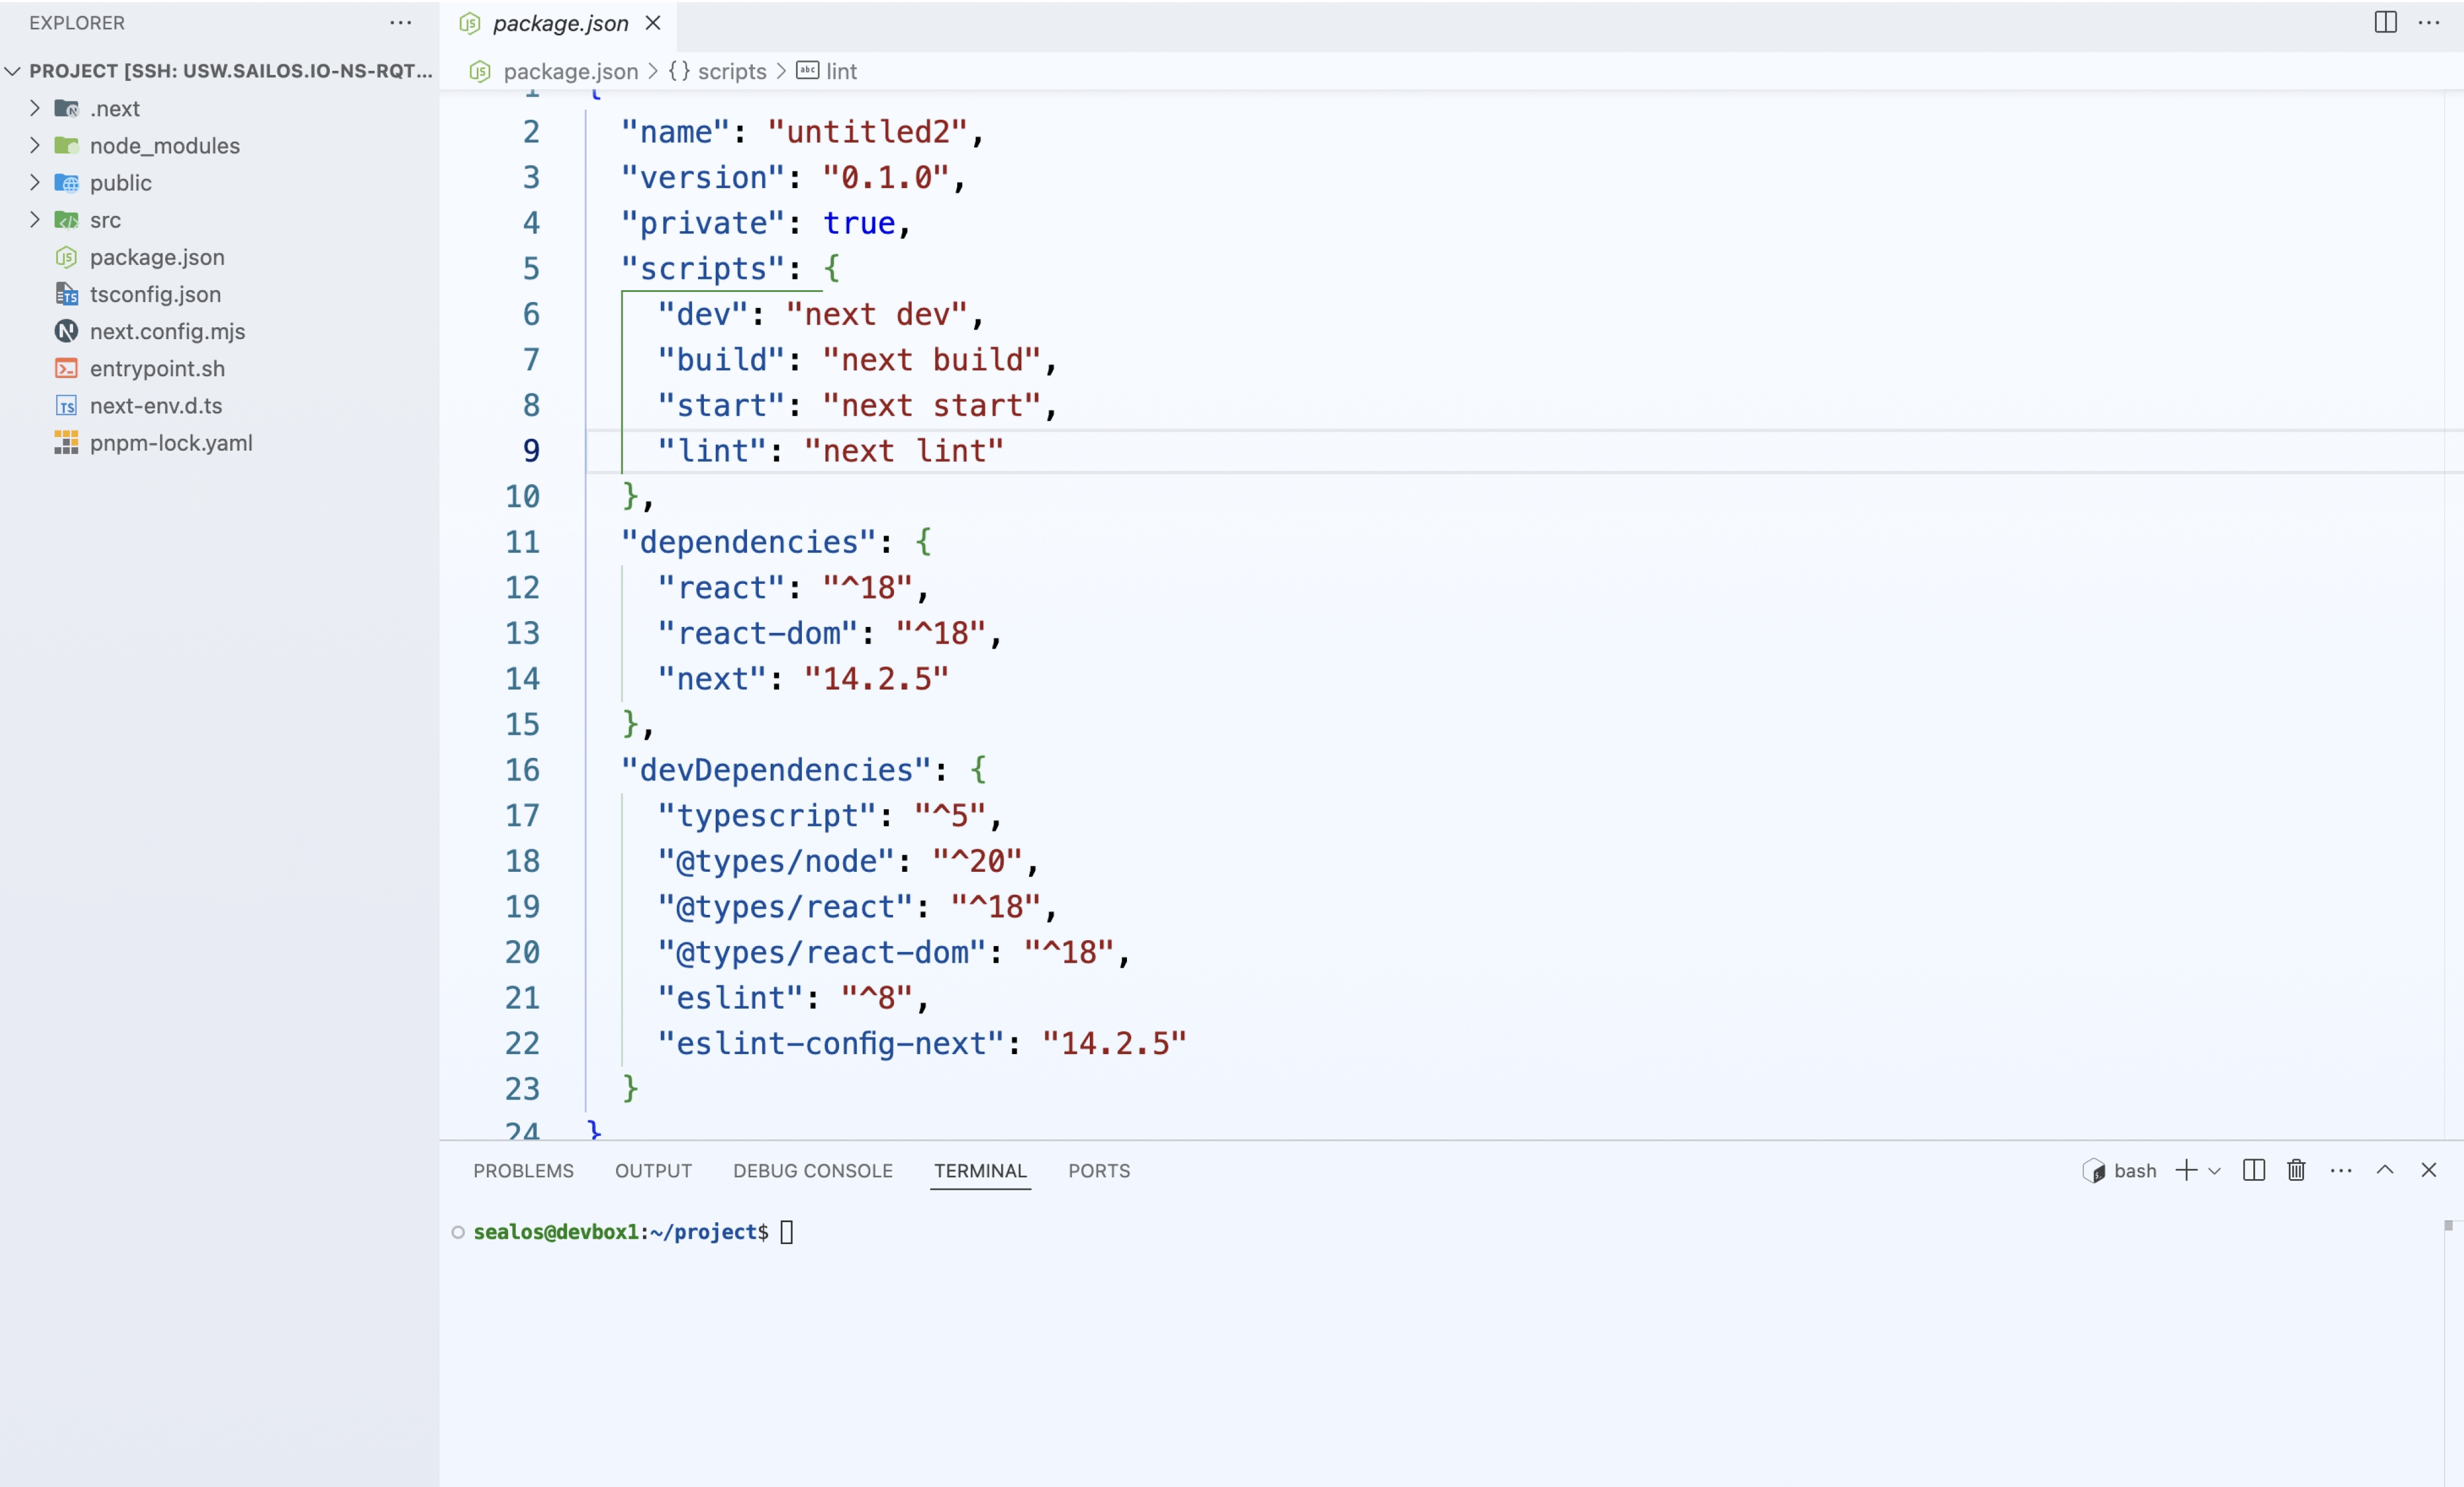 EXPLORER
PROJECT [SSH: USW.SAILOS.IO-NS-RQT...
.next
node_modules
public
src
package.json
tsconfig.json
next.config.mjs
entrypoint.sh
next-env.d.ts
pnpm-lock.yaml
package.json
package.json > {} scripts > abc lint
1 {
2 "name": "untitled2",
3 "version": "0.1.0",
4 "private": true,
5 "scripts": {
6 "dev": "next dev",
7 "build": "next build",
8 "start": "next start",
9 "lint": "next lint"
10 },
11 "dependencies": {
12 "react": "^18",
13 "react-dom": "^18",
14 "next": "14.2.5"
15 },
16 "devDependencies": {
17 "typescript": "^5",
18 "@types/node": "^20",
19 "@types/react": "^18",
20 "@types/react-dom": "^18",
21 "eslint": "^8",
22 "eslint-config-next": "14.2.5"
23 }
24 }
PROBLEMS OUTPUT DEBUG CONSOLE TERMINAL PORTS bash
sealos@devbox1:~/project$